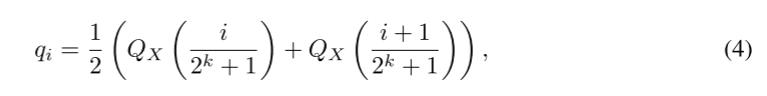 q_i = \frac{1}{2} \left( Q_X \left( \frac{i}{2^k + 1} \right) + Q_X \left( \frac{i + 1}{2^k + 1} \right) \right), (4)